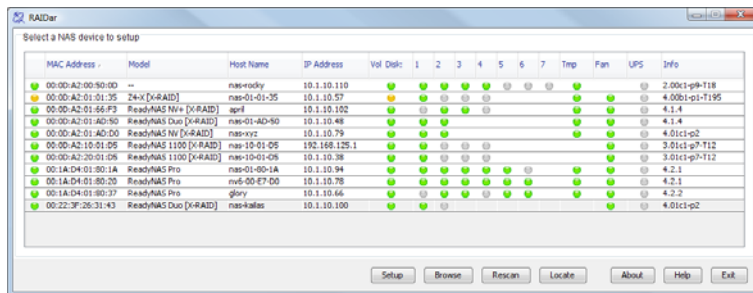 RAIDar
Select a NAS device to setup
MAC Address Model Host Name IP Address Vol Disk: 1 2 3 4 5 6 7 Tmp Fan UPS Info
00:0D:A2:00:50:0D -- nas-rocky 10.1.10.110 2.00c1-p9-T18
00:0D:A2:01:01:35 Z4-X [X-RAID] nas-01-01-35 10.1.10.57 4.00b1-p1-T195
00:0D:A2:01:66:F3 ReadyNAS NV+ [X-RAID] april 10.1.10.102 4.1.4
00:0D:A2:01:AD:50 ReadyNAS Duo [X-RAID] nas-01-AD-50 10.1.10.48 4.1.4
00:0D:A2:01:AD:D0 ReadyNAS NV [X-RAID] nas-xyz 10.1.10.79 4.01c1-p2
00:0D:A2:10:01:D5 ReadyNAS 1100 [X-RAID] nas-10-01-D5 192.168.125.1 3.01c1-p7-T12
00:0D:A2:20:01:D5 ReadyNAS 1100 [X-RAID] nas-10-01-D5 10.1.10.38 3.01c1-p7-T12
00:1A:D4:01:80:1A ReadyNAS Pro nas-01-80-1A 10.1.10.94 4.2.1
00:1A:D4:01:80:20 ReadyNAS Pro nv6-00-E7-D0 10.1.10.78 4.2.1
00:1A:D4:01:80:37 ReadyNAS Pro glory 10.1.10.66 4.2.2
00:22:3F:26:31:43 ReadyNAS Duo [X-RAID] nas-kailas 10.1.10.100 4.01c1-p2
Setup Browse Rescan Locate About Help Exit